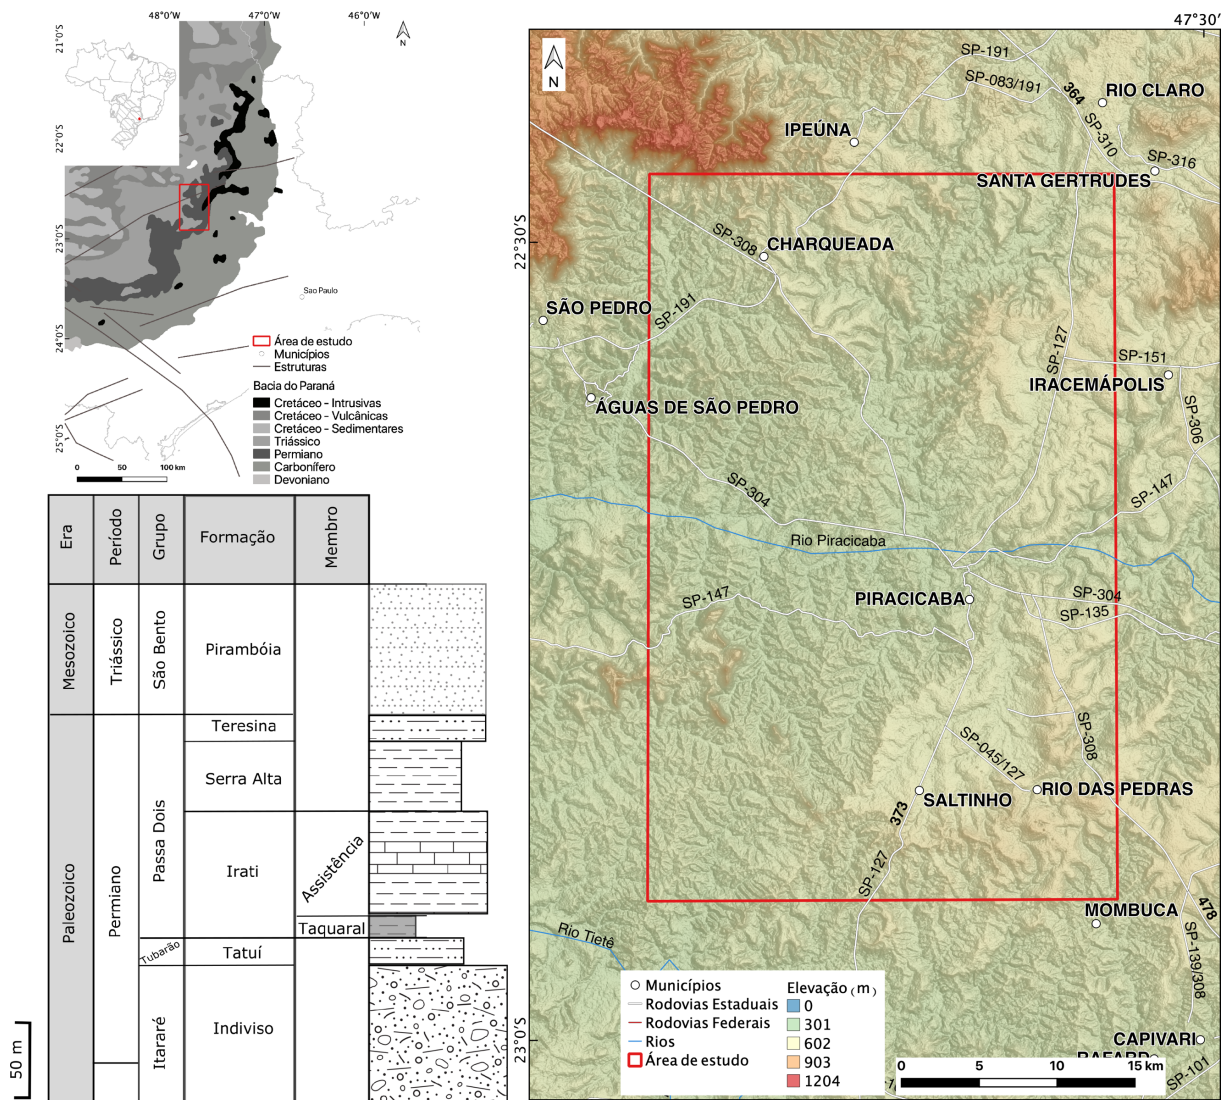 48°0'W
47°0'W
46°0'W
21°0'S
22°0'S
23°0'S
24°0'S
25°0'S
N
Sao Paulo
Área de estudo
Municípios
Estruturas
Bacia do Paraná
Cretáceo - Intrusivas
Cretáceo - Vulcânicas
Cretáceo - Sedimentares
Triássico
Permiano
Carbonífero
Devoniano
0 50 100 km
Era
Período
Grupo
Formação
Membro
Mesozoico
Triássico
São Bento
Pirambóia
Paleozoico
Permiano
Passa Dois
Teresina
Serra Alta
Irati
Assistência
Taquaral
Tubarão
Tatuí
Itararé
Indiviso
50 m
47°30'
22°30'S
23°0'S
N
SP-191
SP-083/191
364
RIO CLARO
IPEÚNA
SP-310
SP-316
SANTA GERTRUDES
SP-308
CHARQUEADA
SÃO PEDRO
SP-191
SP-127
SP-151
IRACEMÁPOLIS
ÁGUAS DE SÃO PEDRO
SP-306
SP-304
SP-147
Rio Piracicaba
SP-147
PIRACICABA
SP-304
SP-135
SP-308
SP-045/127
SALTINHO
RIO DAS PEDRAS
373
SP-127
MOMBUCA
478
Rio Tietê
SP-139/308
CAPIVARI
RAFARD
SP-101
Municípios
Rodovias Estaduais
Rodovias Federais
Rios
Área de estudo
Elevação (m)
0
301
602
903
1204
0 5 10 15 km